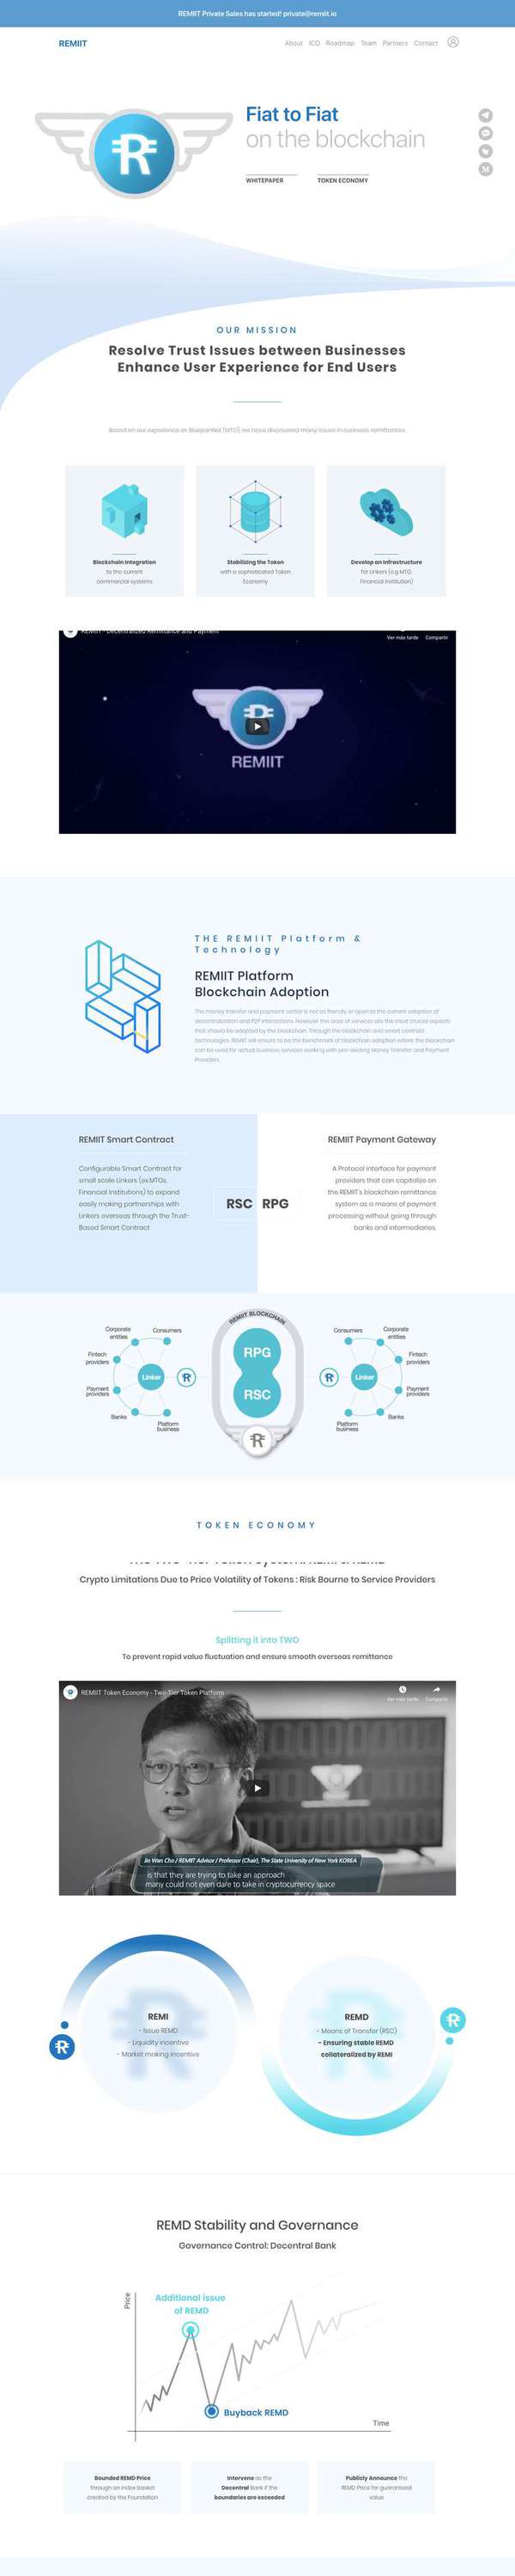 REMIIT Private Sales has started! private@remiit.io
REMIIT
About ICO Roadmap Team Partners Contact
Fiat to Fiat
on the blockchain
WHITEPAPER TOKEN ECONOMY
OUR MISSION
Resolve Trust Issues between Businesses
Enhance User Experience for End Users
Based on our experience as (MTO), we have discovered many issues in overseas remittances.
Blockchain Integration
to the current
commercial systems
Stabilizing the Token
with a sophisticated Token
Economy
Develop an Infrastructure
for Linkers (e.g MTO,
Financial Institution)
REMIIT - Decentralized Remittance and Payment
Ver más tarde Compartir
REMIIT
THE REMIIT Platform &
Technology
REMIIT Platform
Blockchain Adoption
The money transfer and payment sector is not as friendly or open to the current adoption of
decentralization and P2P interactions. However this area of services are the most crucial aspects
that should be adopted by the blockchain. Through the blockchain and smart contract
technologies, REMIIT will ensure to be the benchmark of blockchain adoption where the blockchain
can be used for actual business services working with pre-existing Money Transfer and Payment
Providers.
REMIIT Smart Contract
Configurable Smart Contract for
small scale Linkers (ex.MTOs,
Financial Institutions) to expand
easily making partnerships with
Linkers overseas through the Trust-
Based Smart Contract
RSC RPG
REMIIT Payment Gateway
A Protocol interface for payment
providers that can capitalize on
the REMIIT's blockchain remittance
system as a means of payment
processing without going through
banks and intermediaries.
REMIIT BLOCKCHAIN
RPG
RSC
Corporate
entities
Consumers
Fintech
providers
Linker
Payment
providers
Banks
Platform
business
Consumers
Corporate
entities
Fintech
providers
Linker
Payment
providers
Banks
Platform
business
TOKEN ECONOMY
Crypto Limitations Due to Price Volatility of Tokens : Risk Bourne to Service Providers
Splitting it into TWO
To prevent rapid value fluctuation and ensure smooth overseas remittance
REMIIT Token Economy - Two-Tier Token Platform
Ver más tarde Compartir
Jin Wan Cho / REMIIT Advisor / Professor (Chair), The State University of New York KOREA
is that they are trying to take an approach
many could not even dare to take in cryptocurrency space
REMI
- Issue REMD
- Liquidity incentive
- Market making incentive
REMD
- Means of Transfer (RSC)
- Ensuring stable REMD
collateralized by REMI
REMD Stability and Governance
Governance Control: Decentral Bank
Price
Additional issue
of REMD
Buyback REMD
Time
Bounded REMD Price
through an index basket
created by the Foundation
Intervene as the
Decentral Bank if the
boundaries are exceeded
Publicly Announce the
REMD Price for guaranteed
value